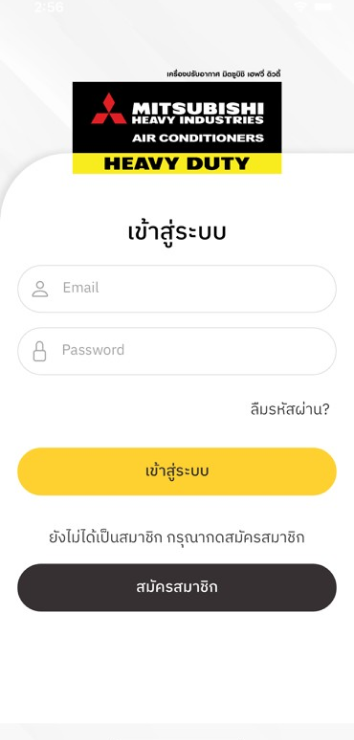 2:56
เครื่องปรับอากาศ มิตซูบิชิ เฮฟวี่ ดิวตี้
MITSUBISHI
HEAVY INDUSTRIES
AIR CONDITIONERS
HEAVY DUTY
เข้าสู่ระบบ
Email
Password
ลืมรหัสผ่าน?
เข้าสู่ระบบ
ยังไม่ได้เป็นสมาชิก กรุณากดสมัครสมาชิก
สมัครสมาชิก